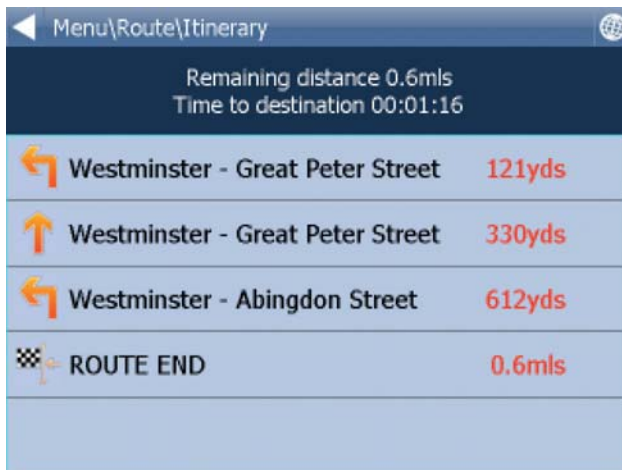 Menu\Route\Itinerary
Remaining distance 0.6mls
Time to destination 00:01:16
Westminster - Great Peter Street 121yds
Westminster - Great Peter Street 330yds
Westminster - Abingdon Street 612yds
ROUTE END 0.6mls